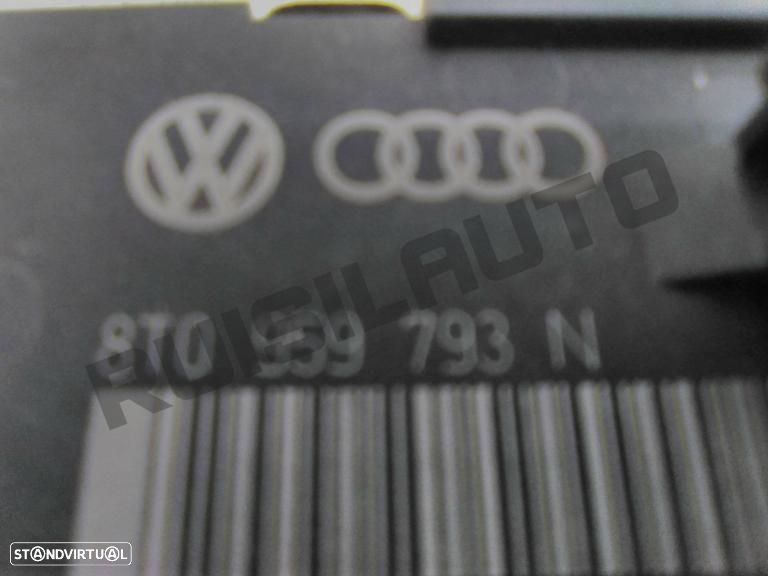 RUISILAUTO
8T0 959 793 N
STANDVIRTUAL